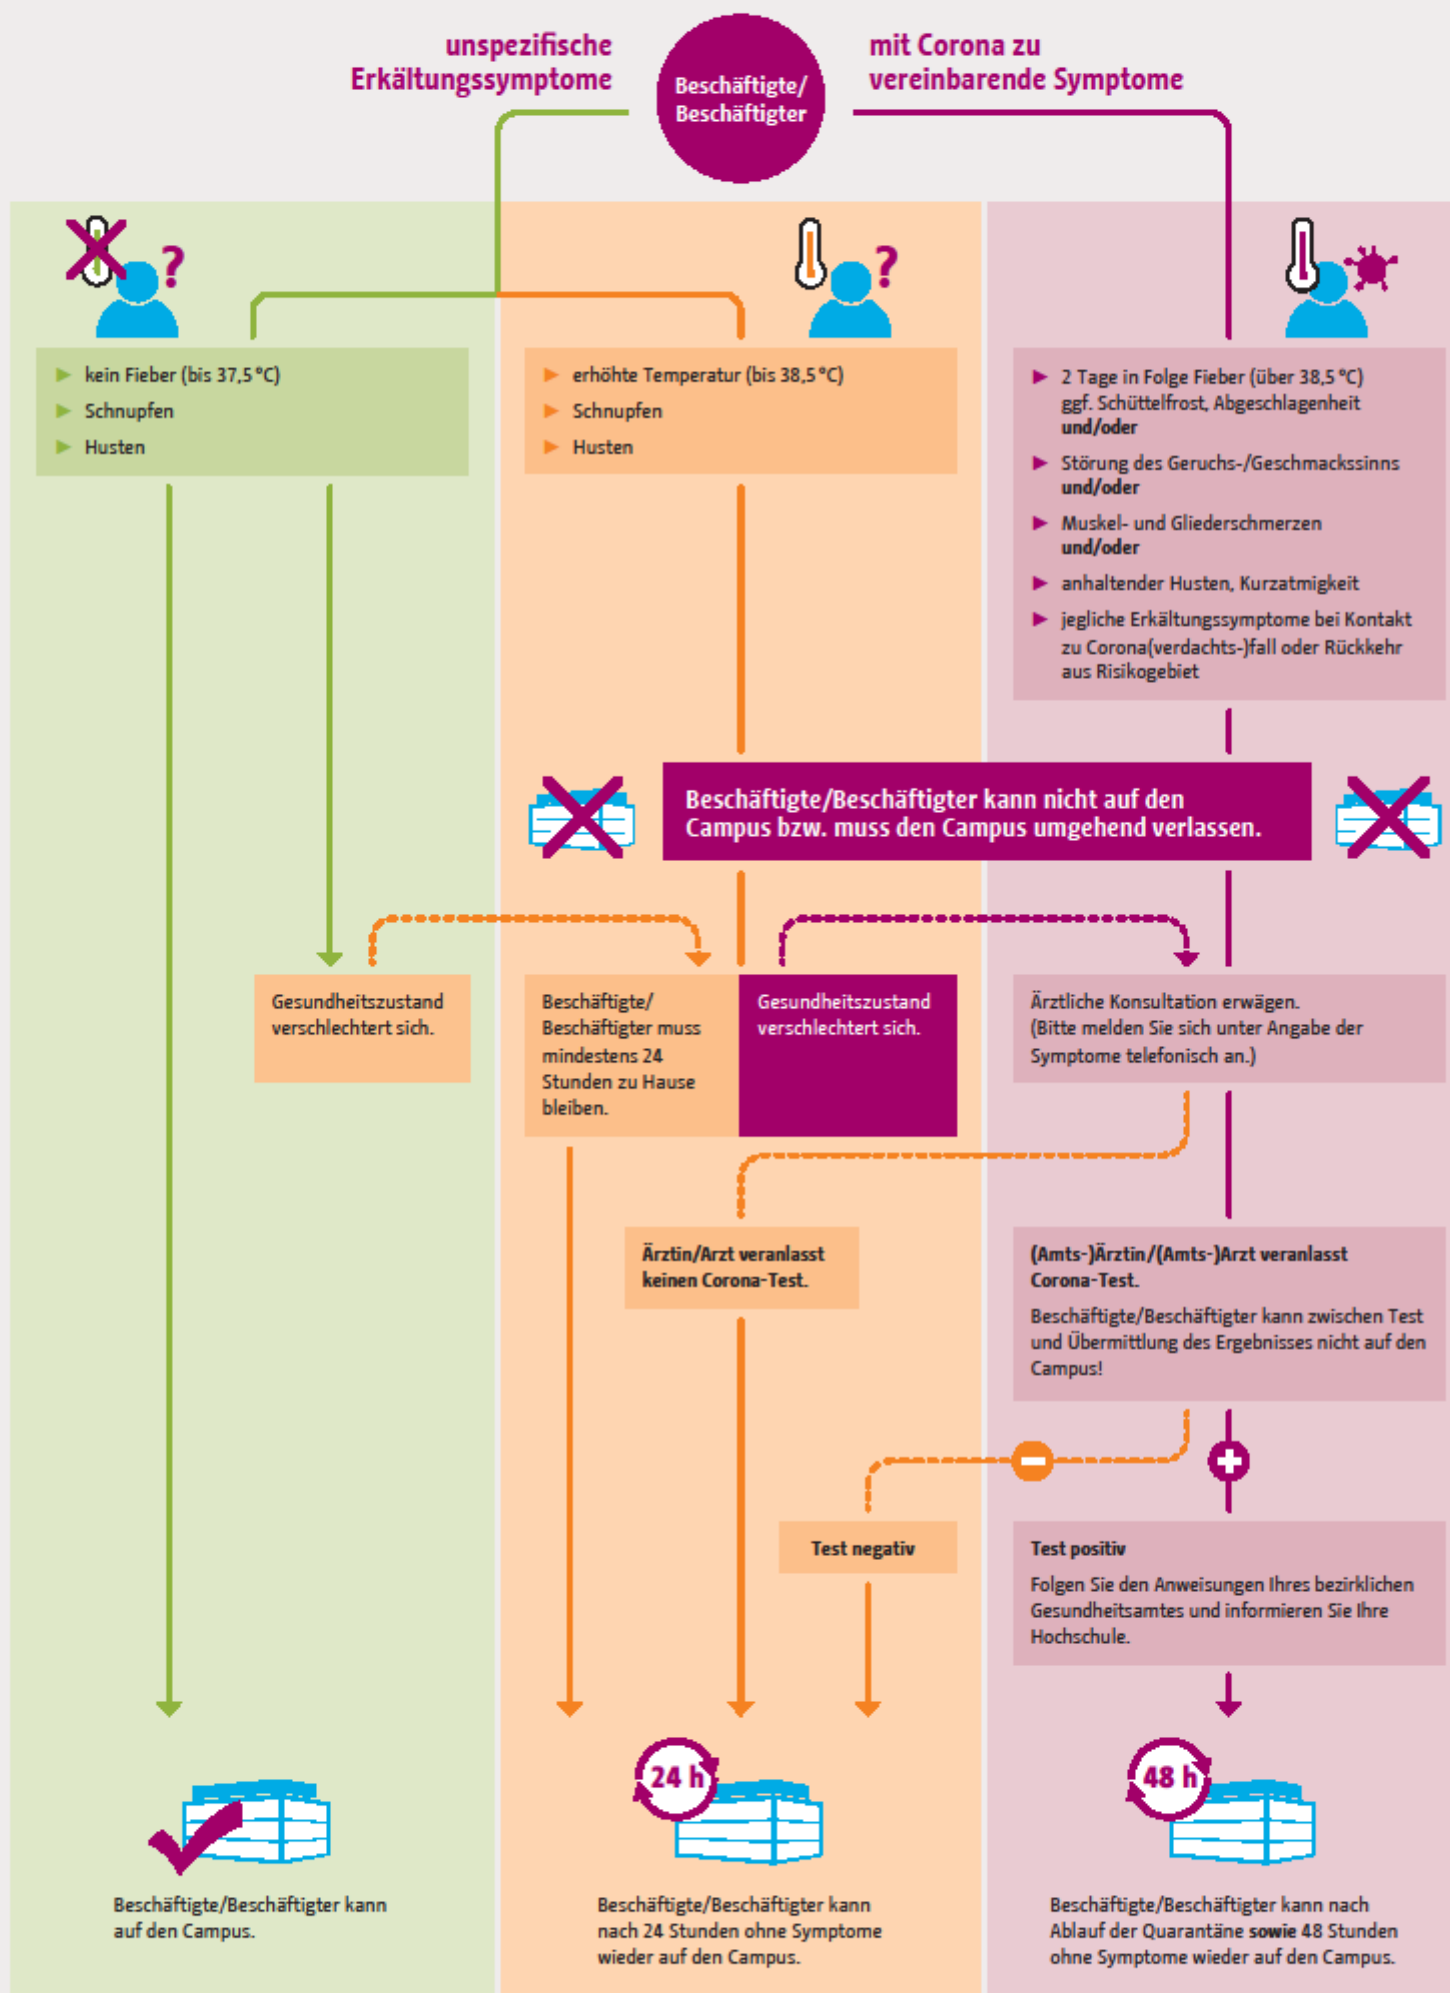 unspezifische
Erkältungssymptome
Beschäftigte/
Beschäftigter
mit Corona zu
vereinbarende Symptome
?
?
kein Fieber (bis 37,5 °C)
Schnupfen
Husten
erhöhte Temperatur (bis 38,5 °C)
Schnupfen
Husten
2 Tage in Folge Fieber (über 38,5 °C)
ggf. Schüttelfrost, Abgeschlagenheit
und/oder
Störung des Geruchs-/Geschmackssinns
und/oder
Muskel- und Gliederschmerzen
und/oder
anhaltender Husten, Kurzatmigkeit
jegliche Erkältungssymptome bei Kontakt
zu Corona(verdachts-)fall oder Rückkehr
aus Risikogebiet
Beschäftigte/Beschäftigter kann nicht auf den
Campus bzw. muss den Campus umgehend verlassen.
Gesundheitszustand
verschlechtert sich.
Beschäftigte/
Beschäftigter muss
mindestens 24
Stunden zu Hause
bleiben.
Gesundheitszustand
verschlechtert sich.
Ärztliche Konsultation erwägen.
(Bitte melden Sie sich unter Angabe der
Symptome telefonisch an.)
Ärztin/Arzt veranlasst
keinen Corona-Test.
(Amts-)Ärztin/(Amts-)Arzt veranlasst
Corona-Test.
Beschäftigte/Beschäftigter kann zwischen Test
und Übermittlung des Ergebnisses nicht auf den
Campus!
Test negativ
Test positiv
Folgen Sie den Anweisungen Ihres bezirklichen
Gesundheitsamtes und informieren Sie Ihre
Hochschule.
24 h
48 h
Beschäftigte/Beschäftigter kann
auf den Campus.
Beschäftigte/Beschäftigter kann
nach 24 Stunden ohne Symptome
wieder auf den Campus.
Beschäftigte/Beschäftigter kann nach
Ablauf der Quarantäne sowie 48 Stunden
ohne Symptome wieder auf den Campus.